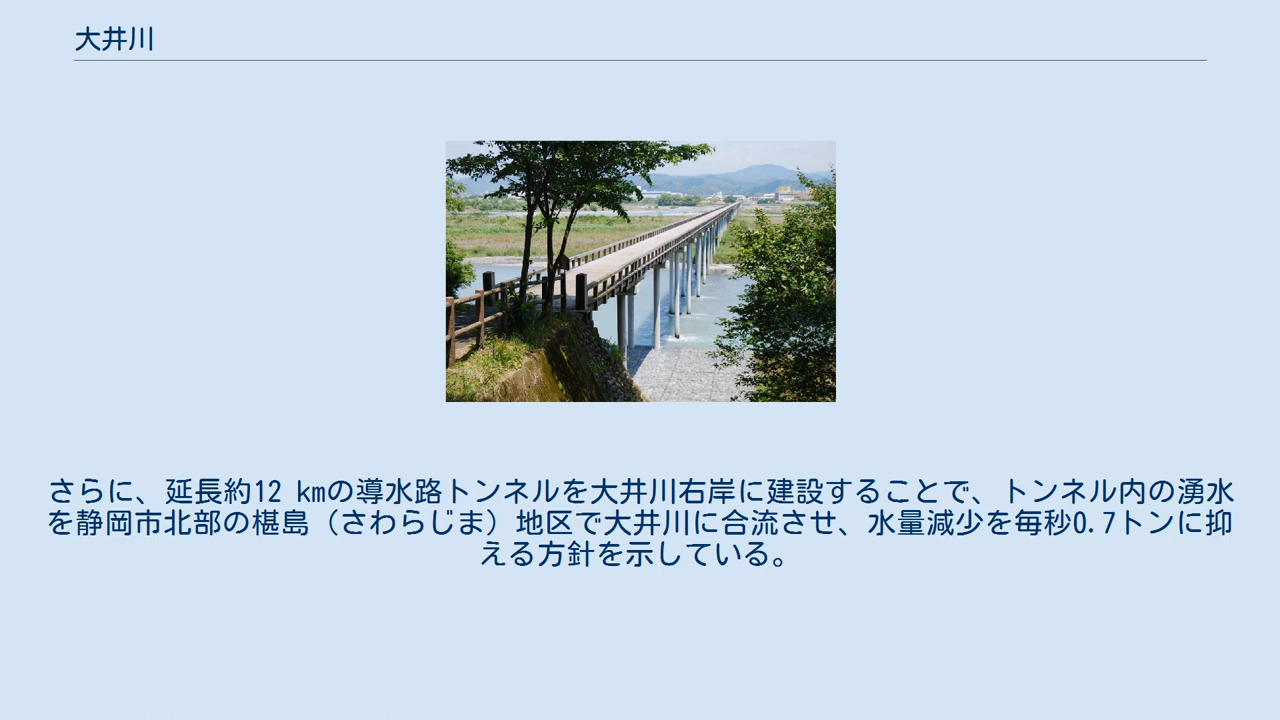 大井川
さらに、延長約12 kmの導水路トンネルを大井川右岸に建設することで、トンネル内の湧水
を静岡市北部の椹島（さわらじま）地区で大井川に合流させ、水量減少を毎秒0.7トンに抑
える方針を示している。